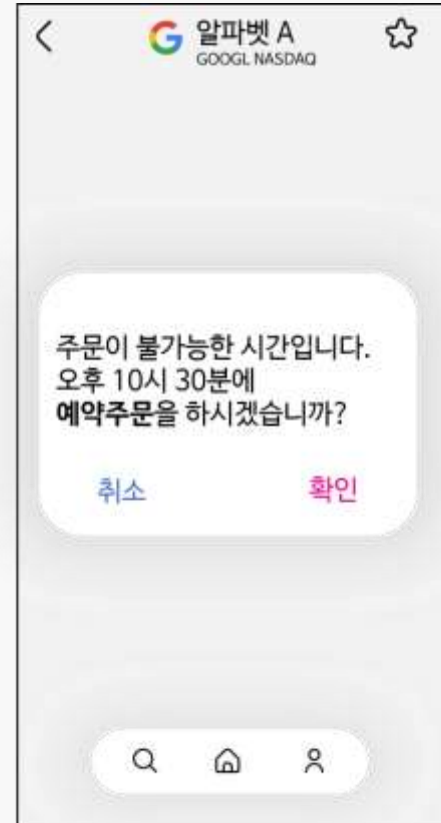 알파벳 A
GOOGL NASDAQ
주문이 불가능한 시간입니다.
오후 10시 30분에
예약주문을 하시겠습니까?
취소 확인